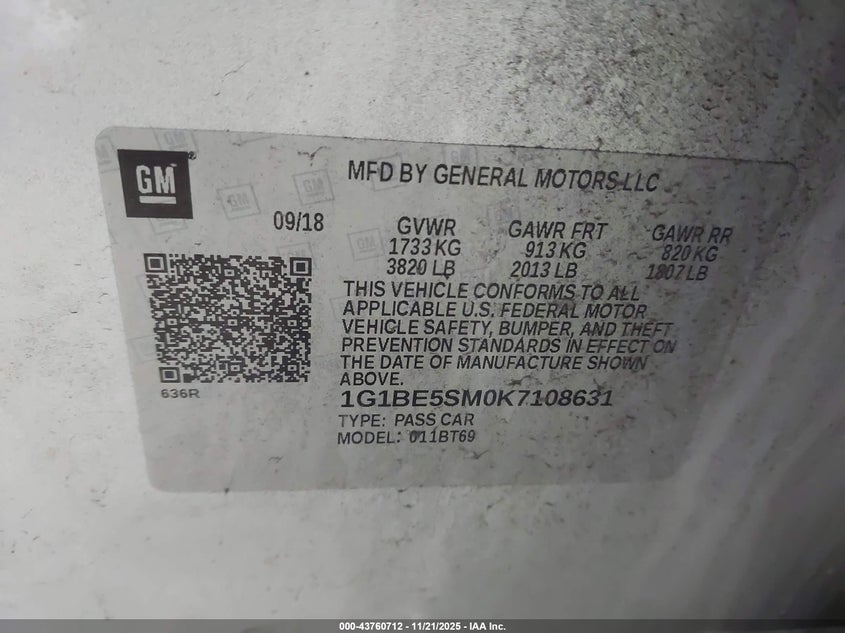 GM
MFD BY GENERAL MOTORS LLC
09/18
GVWR GAWR FRT GAWR RR
1733 KG 913 KG 820 KG
3820 LB 2013 LB 1807 LB
THIS VEHICLE CONFORMS TO ALL
APPLICABLE U.S. FEDERAL MOTOR
VEHICLE SAFETY, BUMPER, AND THEFT
PREVENTION STANDARDS IN EFFECT ON
THE DATE OF MANUFACTURE SHOWN
ABOVE.
636R
1G1BE5SM0K7108631
TYPE: PASS CAR
MODEL: 011BT69
000-43760712 - 11/21/2025 - IAA Inc.